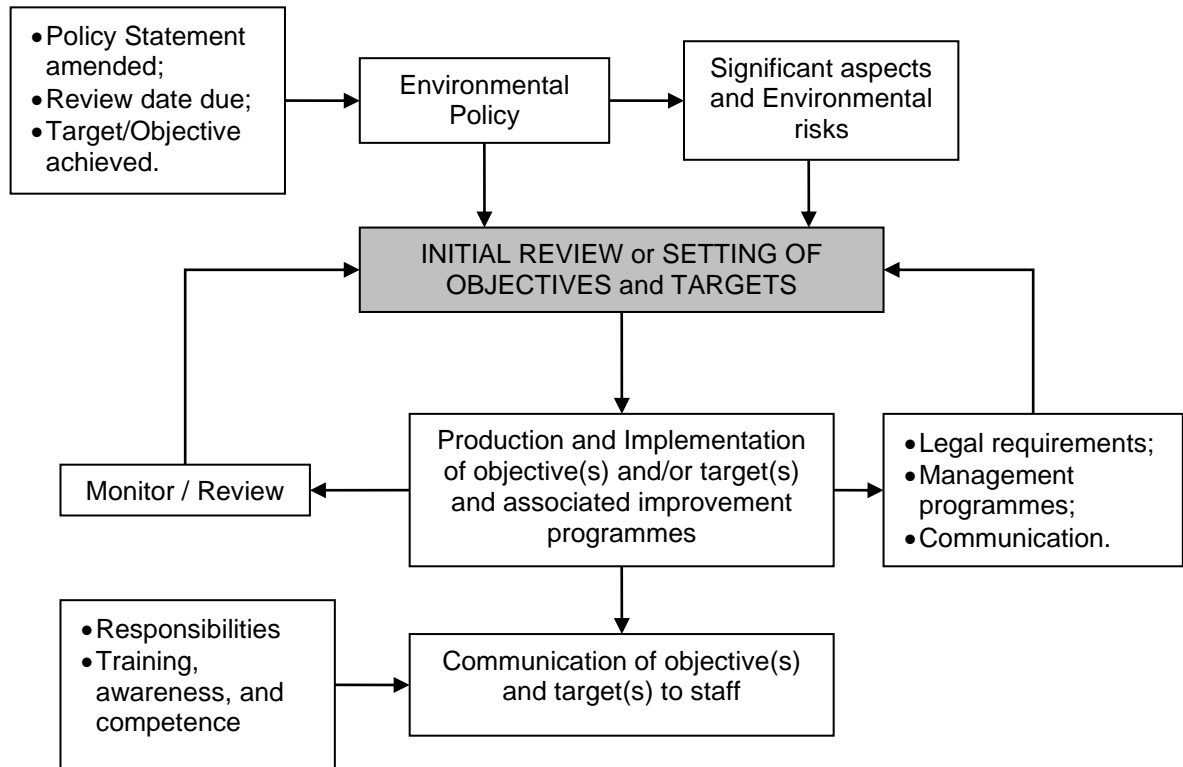 •Policy Statement
amended;
•Review date due;
•Target/Objective
achieved.
Environmental
Policy
Significant aspects
and Environmental
risks
INITIAL REVIEW or SETTING OF
OBJECTIVES and TARGETS
Monitor / Review
Production and Implementation
of objective(s) and/or target(s)
and associated improvement
programmes
•Legal requirements;
•Management
programmes;
•Communication.
•Responsibilities
•Training,
awareness, and
competence
Communication of objective(s)
and target(s) to staff